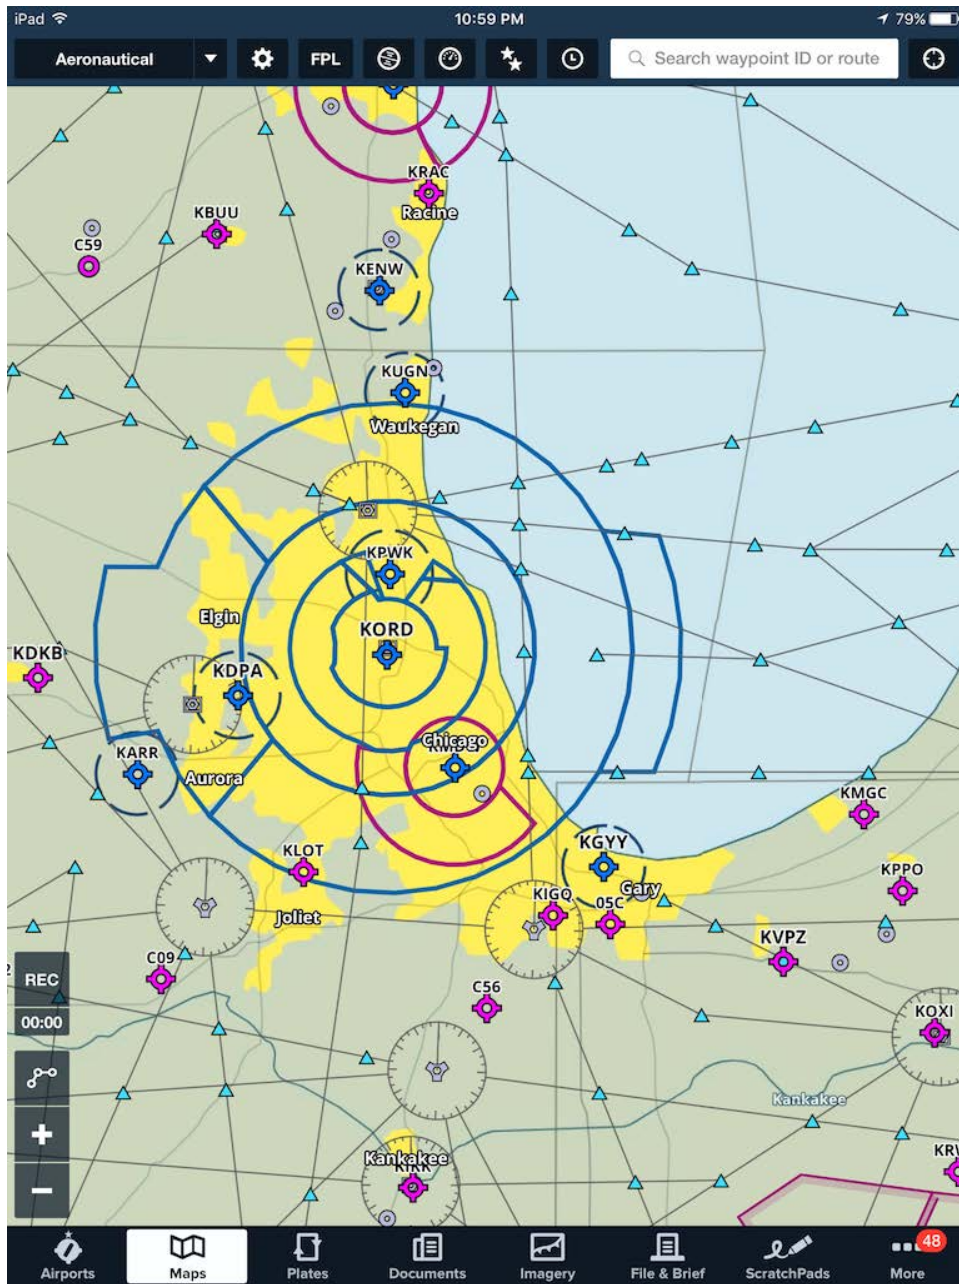 iPad
10:59 PM
79%
Aeronautical
FPL
Search waypoint ID or route
KRAC
Racine
KBUU
C59
KENW
KUGN
Waukegan
KPWK
Elgin
KORD
KDKB
KDPA
Chicago
KARR
Aurora
KMGC
KLOT
KGYY
KPPO
Gary
KIGQ
05C
Joliet
KVPZ
C09
REC
C56
00:00
KOXI
Kankakee
Kankakee
48
Airports
Maps
Plates
Documents
Imagery
File & Brief
ScratchPads
More